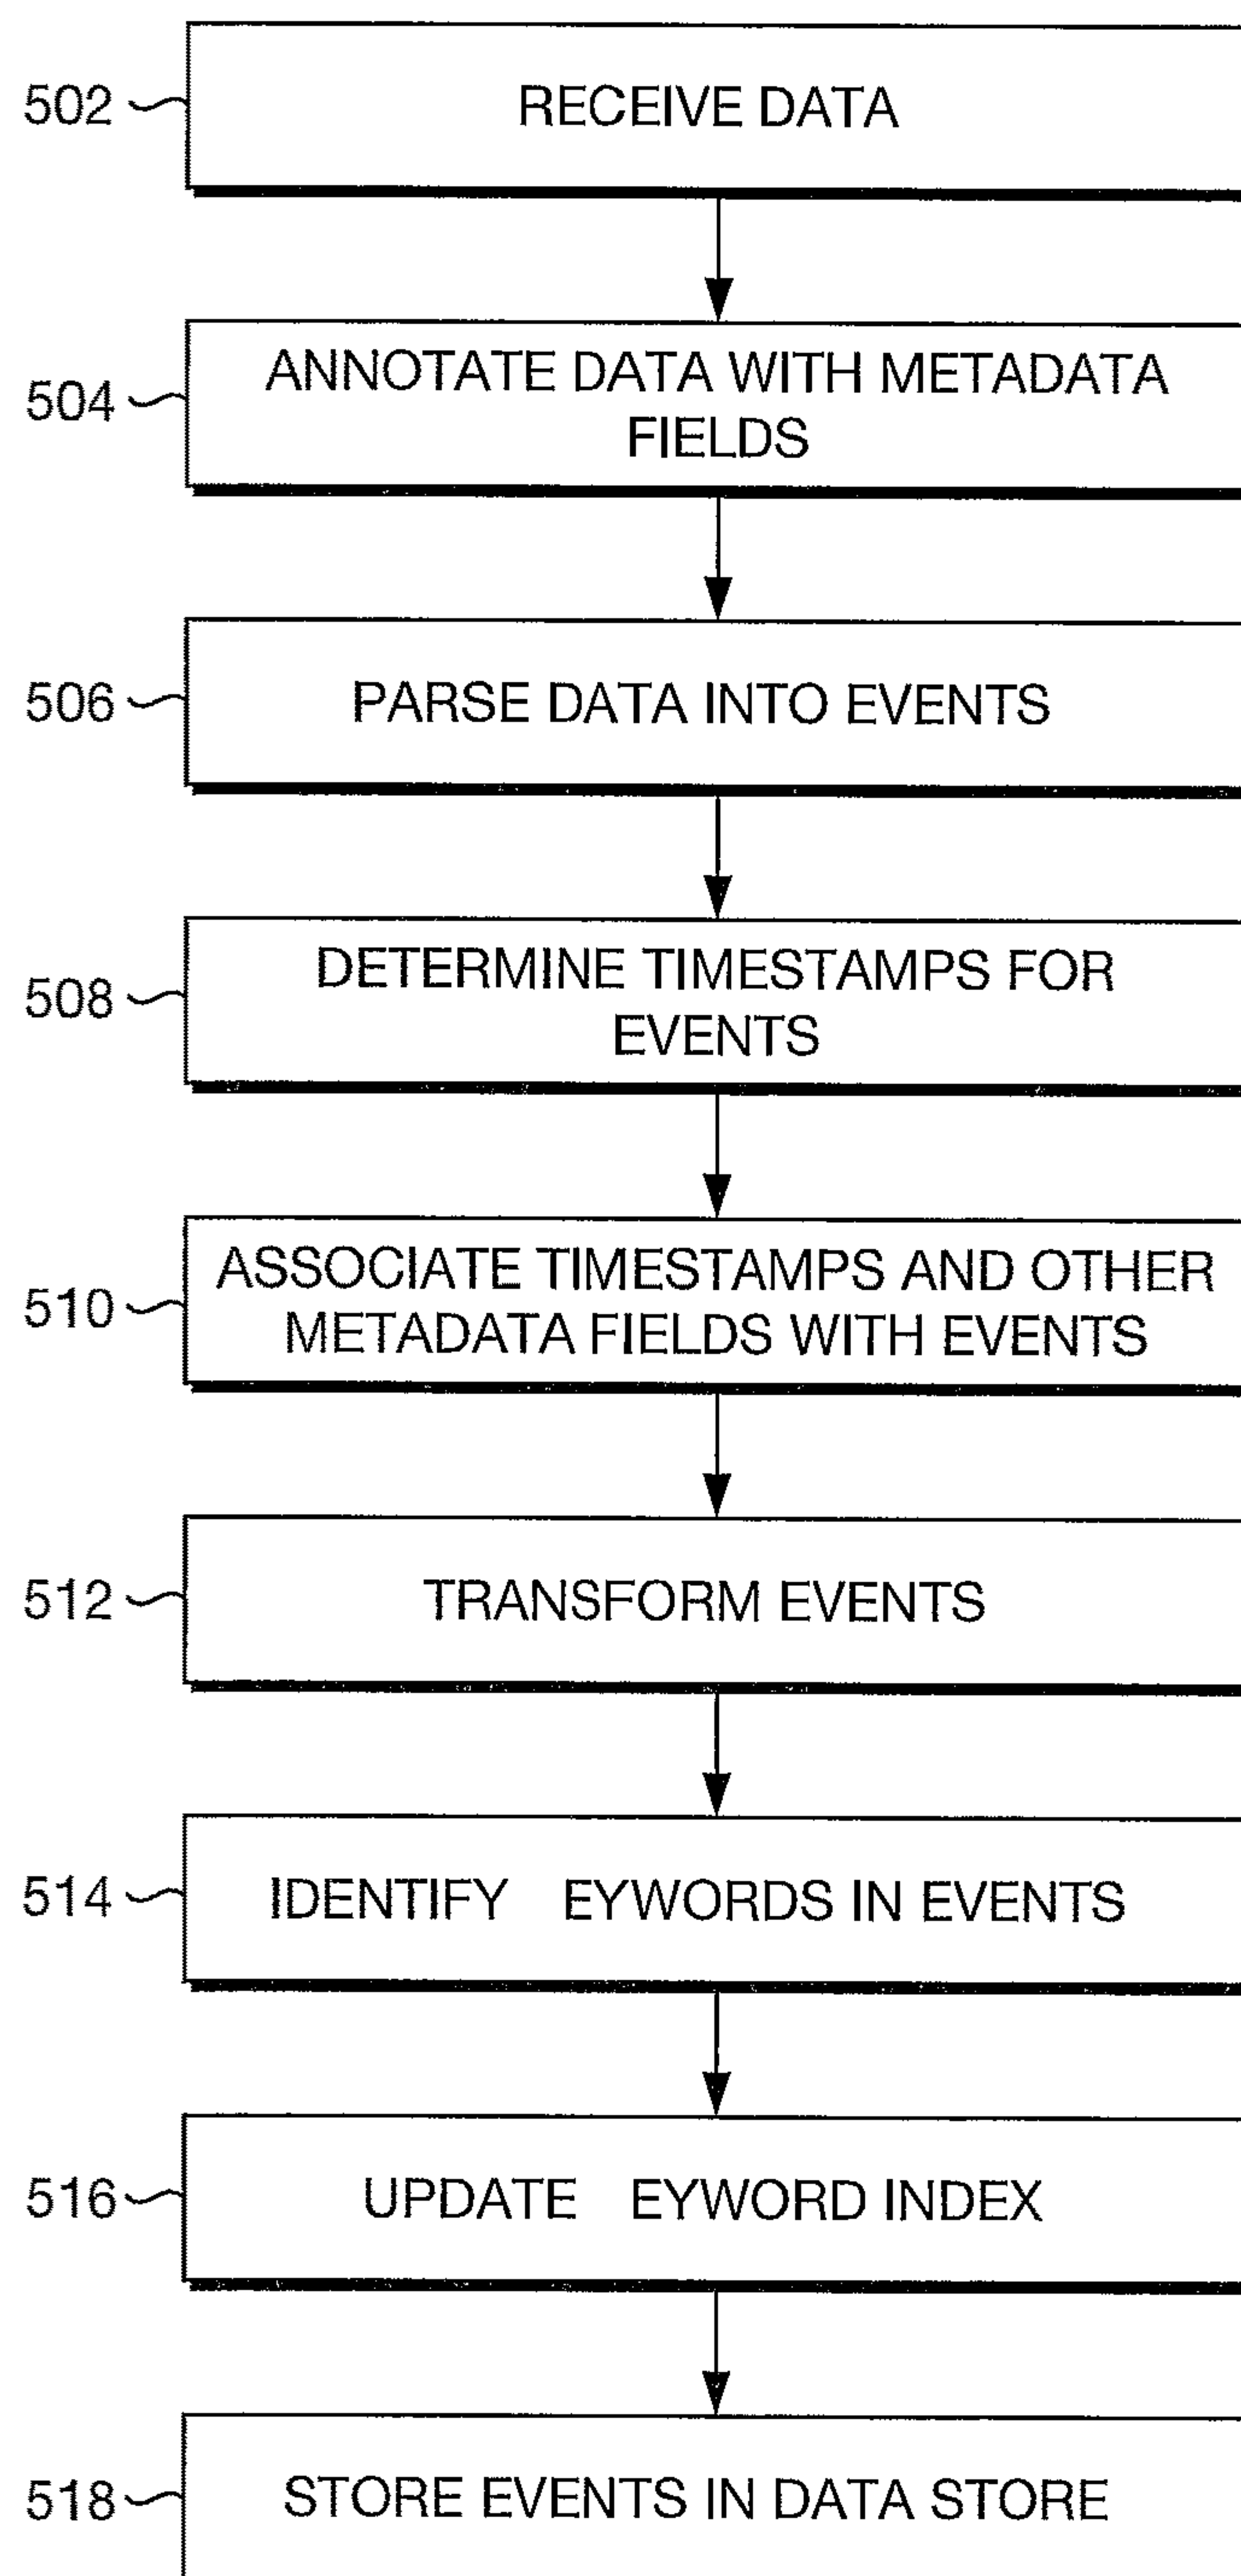 502
RECEIVE DATA
504
ANNOTATE DATA WITH METADATA
FIELDS
506
PARSE DATA INTO EVENTS
508
DETERMINE TIMESTAMPS FOR
EVENTS
510
ASSOCIATE TIMESTAMPS AND OTHER
METADATA FIELDS WITH EVENTS
512
TRANSFORM EVENTS
514
IDENTIFY EYWORDS IN EVENTS
516
UPDATE EYWORD INDEX
518
STORE EVENTS IN DATA STORE